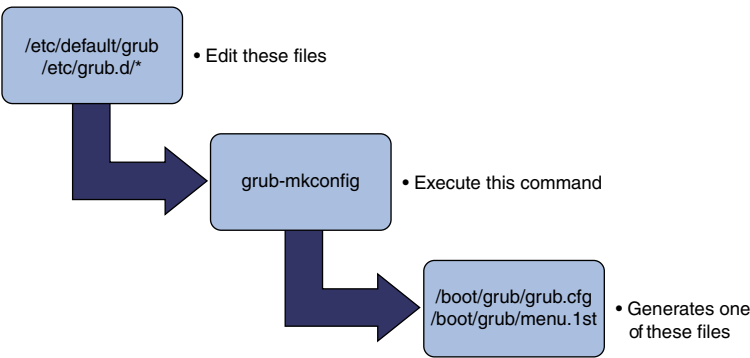 /etc/default/grub
/etc/grub.d/*
• Edit these files
grub-mkconfig
• Execute this command
/boot/grub/grub.cfg
/boot/grub/menu.1st
• Generates one
of these files